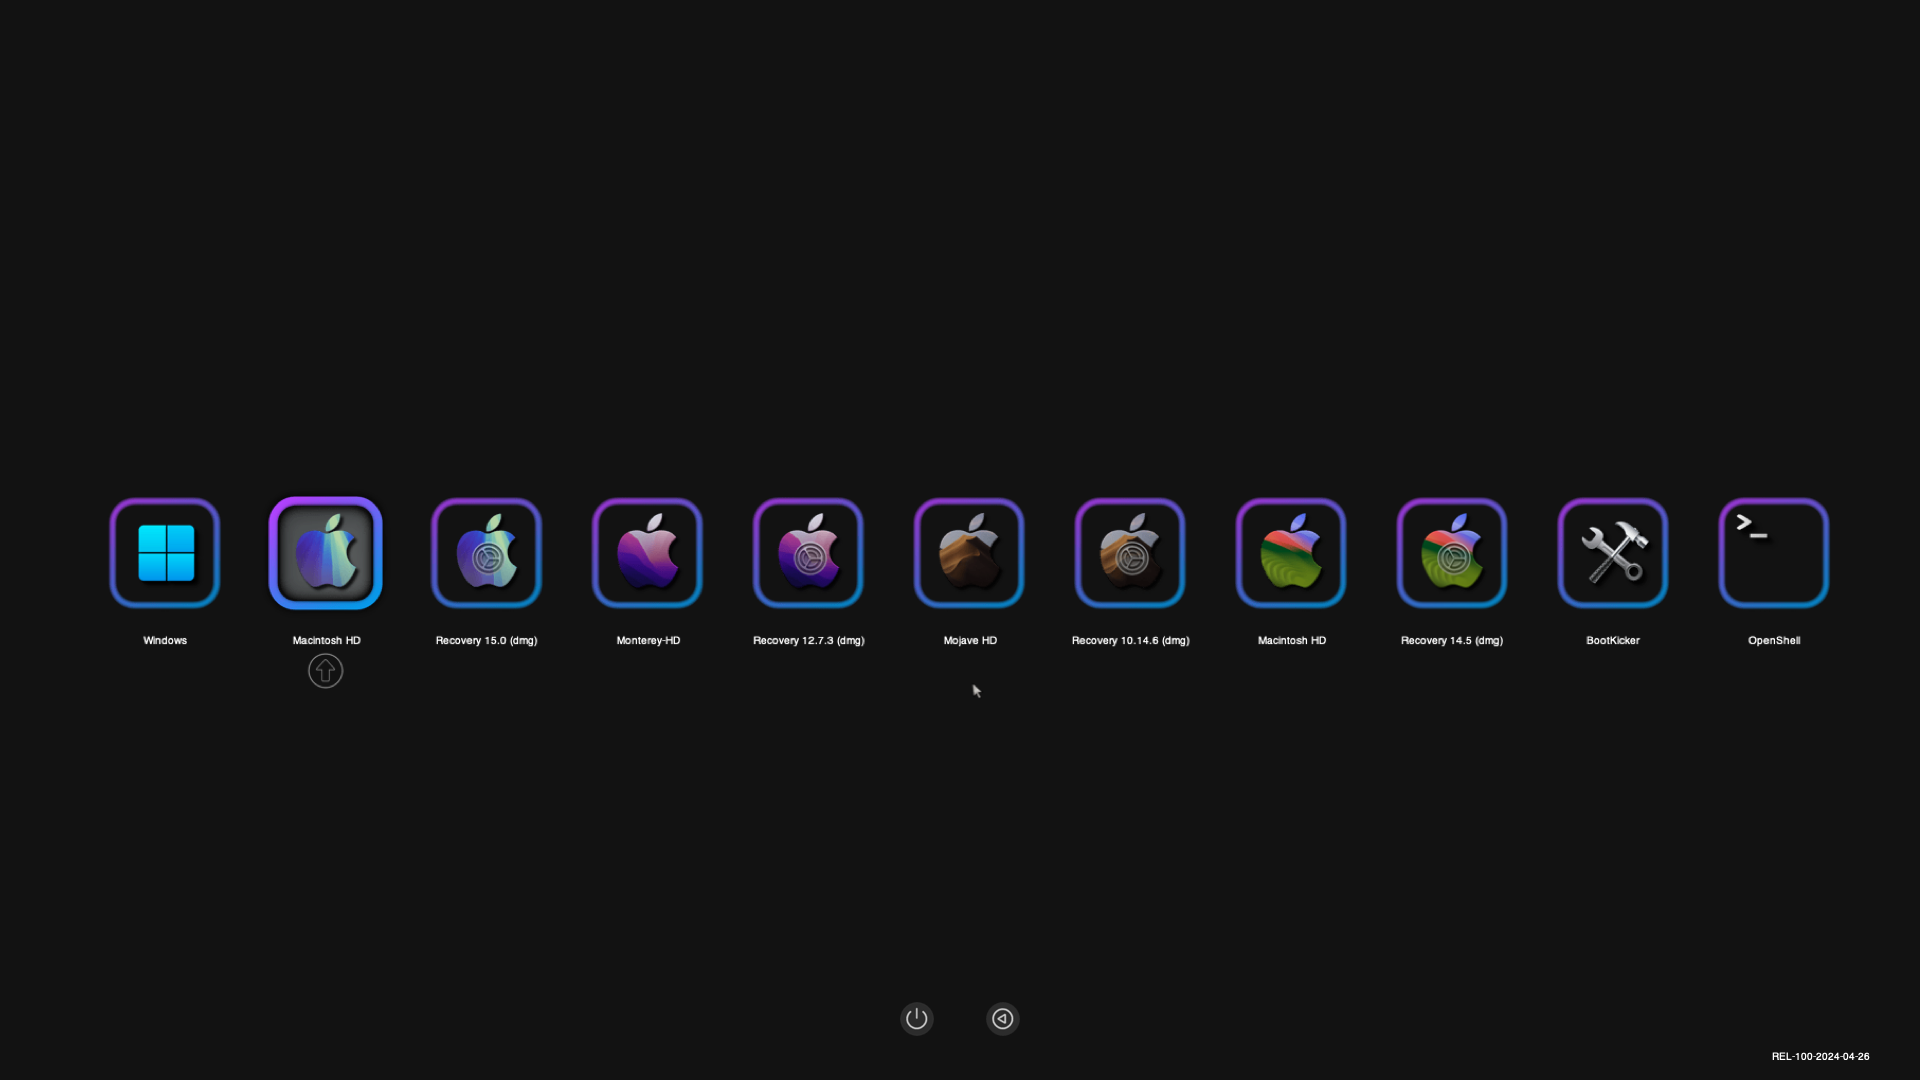 >_
Windows
Macintosh HD
Recovery 15.0 (dmg)
Monterey-HD
Recovery 12.7.3 (dmg)
Mojave HD
Recovery 10.14.6 (dmg)
Macintosh HD
Recovery 14.5 (dmg)
BootKicker
OpenShell
REL-100-2024-04-26